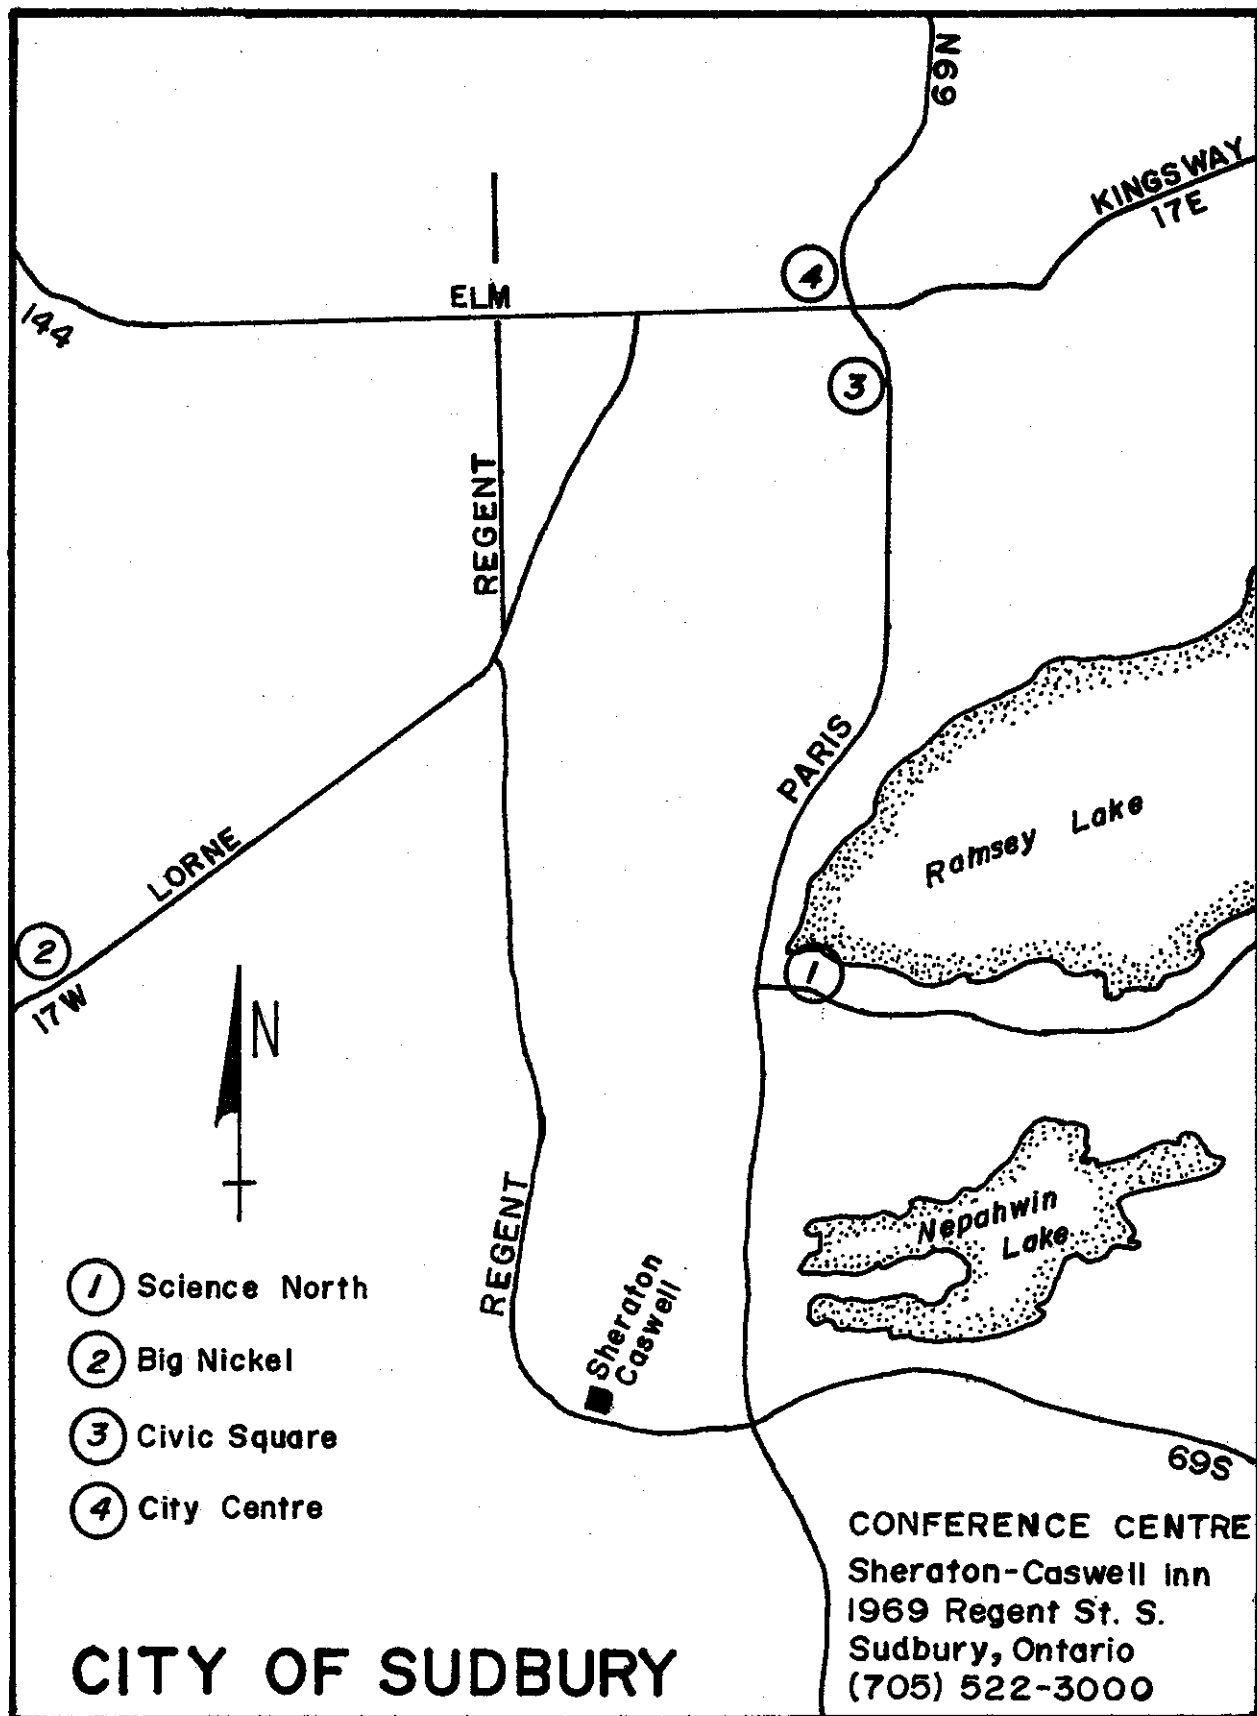 69N
KINGSWAY
17E
4
ELM
144
3
REGENT
PARIS
Ramsey Lake
LORNE
2
1
17W
N
Nepahwin
Lake
REGENT
Sheraton
Caswell
1 Science North
2 Big Nickel
3 Civic Square
4 City Centre
69S
CONFERENCE CENTRE
Sheraton-Caswell Inn
1969 Regent St. S.
Sudbury, Ontario
(705) 522-3000
CITY OF SUDBURY